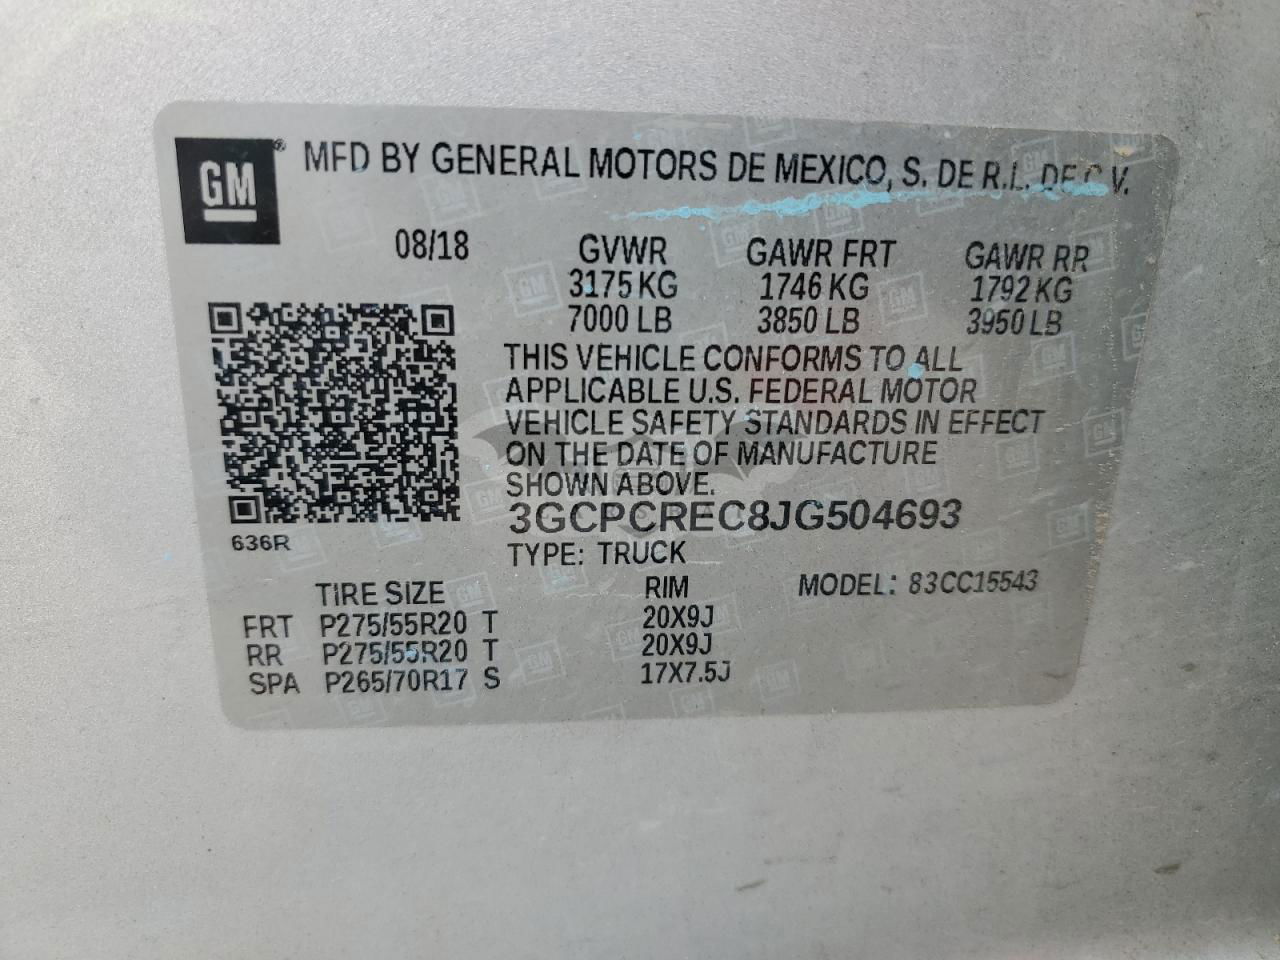 GM® MFD BY GENERAL MOTORS DE MEXICO, S. DE R.L. DE C.V.
08/18 GVWR GAWR FRT GAWR RR
3175 KG 1746 KG 1792 KG
7000 LB 3850 LB 3950 LB
THIS VEHICLE CONFORMS TO ALL
APPLICABLE U.S. FEDERAL MOTOR
VEHICLE SAFETY STANDARDS IN EFFECT
ON THE DATE OF MANUFACTURE
SHOWN ABOVE.
3GCPCREC8JG504693
636R
TYPE: TRUCK
TIRE SIZE RIM MODEL: 83CC15543
FRT P275/55R20 T 20X9J
RR P275/55R20 T 20X9J
SPA P265/70R17 S 17X7.5J